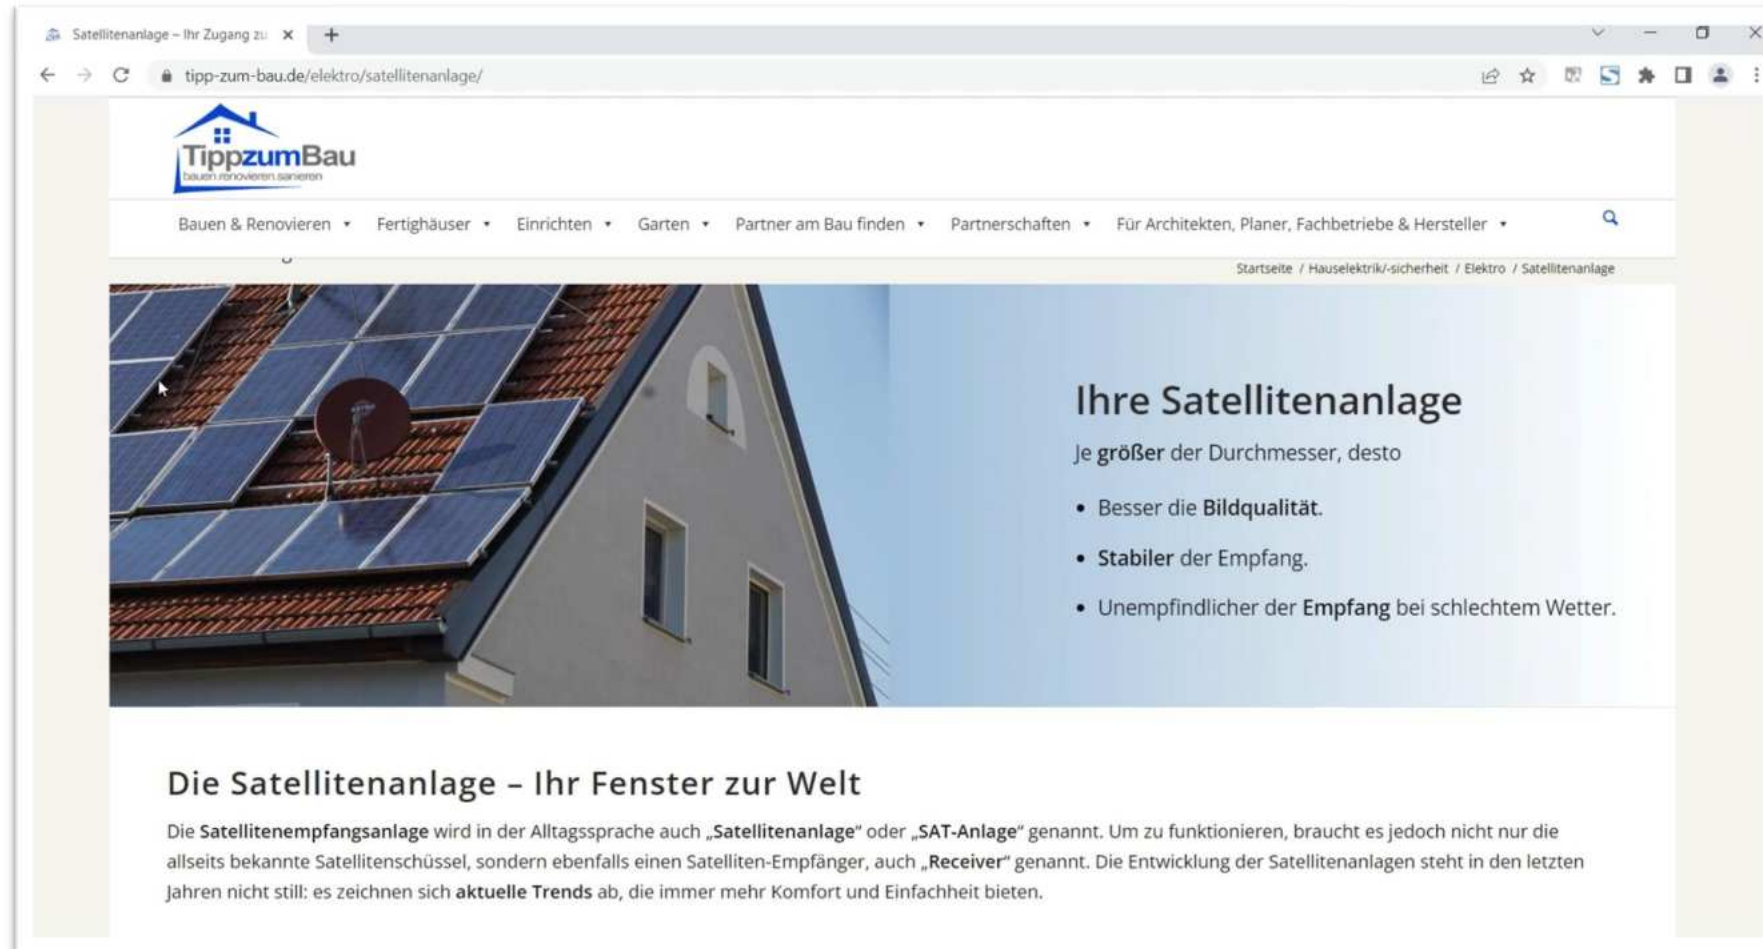 Satellitenanlage – Ihr Zugang zu
tipp-zum-bau.de/elektro/satellitenanlage/
TippzumBau
bauen.renovieren.sanieren
Bauen & Renovieren Fertighäuser Einrichten Garten Partner am Bau finden Partnerschaften Für Architekten, Planer, Fachbetriebe & Hersteller
Startseite / Hauselektrik/-sicherheit / Elektro / Satellitenanlage
Ihre Satellitenanlage
Je größer der Durchmesser, desto
• Besser die Bildqualität.
• Stabiler der Empfang.
• Unempfindlicher der Empfang bei schlechtem Wetter.
Die Satellitenanlage – Ihr Fenster zur Welt
Die Satellitenempfangsanlage wird in der Alltagssprache auch „Satellitenanlage“ oder „SAT-Anlage“ genannt. Um zu funktionieren, braucht es jedoch nicht nur die
allseits bekannte Satellitenschüssel, sondern ebenfalls einen Satelliten-Empfänger, auch „Receiver“ genannt. Die Entwicklung der Satellitenanlagen steht in den letzten
Jahren nicht still: es zeichnen sich aktuelle Trends ab, die immer mehr Komfort und Einfachheit bieten.